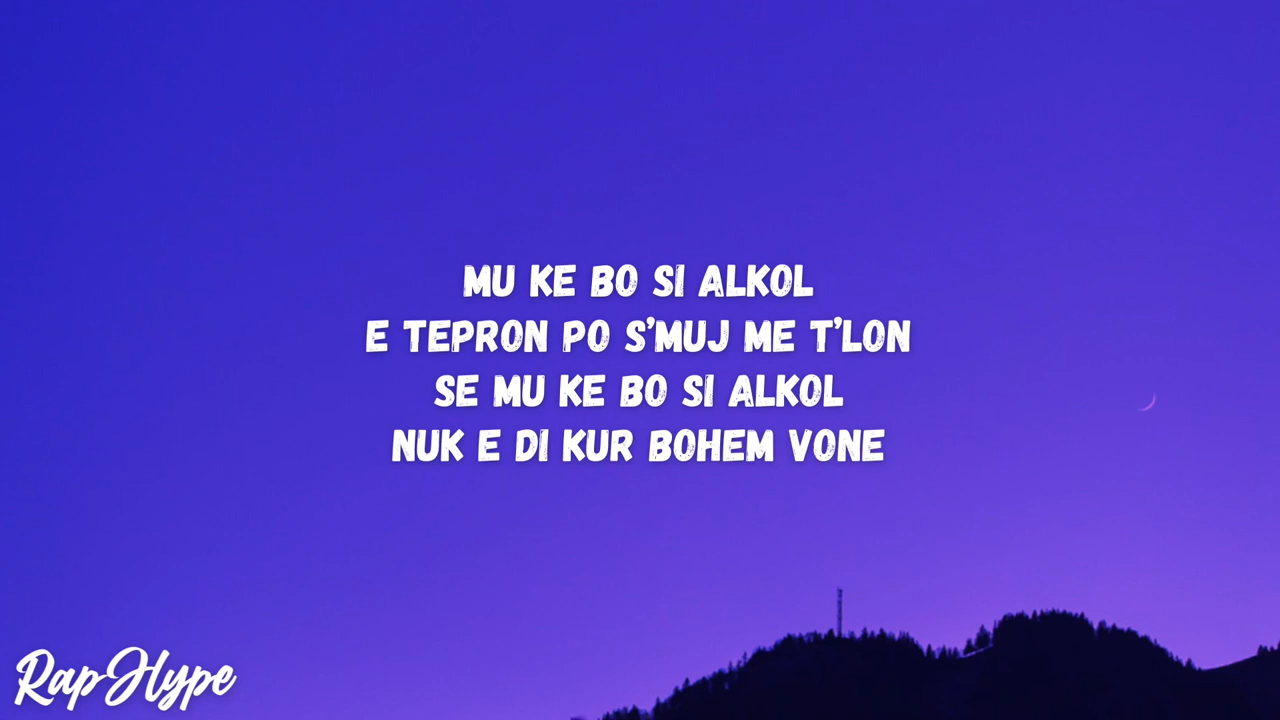 MU KE BO SI ALKOL
E TEPRON PO S'MUJ ME T'LON
SE MU KE BO SI ALKOL
NUK E DI KUR BOHEM VONE
RapHype